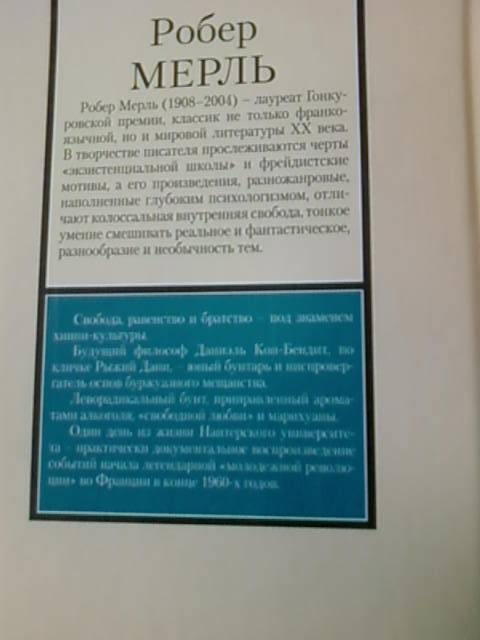 Робер
МЕРЛЬ
Робер Мерль (1908–2004) – лауреат Гонку-
ровской премии, классик не только франко-
язычной, но и мировой литературы XX века.
В творчестве писателя прослеживаются черты
«экзистенциальной школы» и фрейдистские
мотивы, а его произведения, разножанровые,
наполненные глубоким психологизмом, отли-
чают колоссальная внутренняя свобода, тонкое
умение смешивать реальное и фантастическое,
разнообразие и необычность тем.
Свобода, равенство и братство – под знаменем
хиппи-культуры.
Будущий философ Даниэль Кон-Бендит, по
кличке Рыжий Дани, – юный бунтарь и ниспровер-
гатель основ буржуазного мещанства.
Леворадикальный бунт, приправленный арома-
тами алкоголя, «свободной любви» и марихуаны.
Один день из жизни Нантерского университе-
та – практически документальное воспроизведение
событий начала легендарной «молодежной револю-
ции» во Франции в конце 1960-х годов.